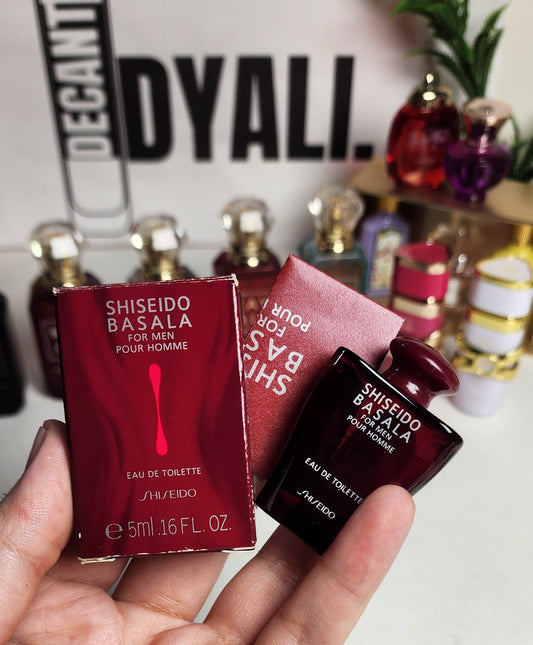 DECANT
DYALI.
SHISEIDO
BASALA
FOR MEN
POUR HOMME
EAU DE TOILETTE
SHISEIDO
e 5ml .16 FL. OZ.
SHIS
BAS
FOR
POUR
SHISEIDO
BASALA
FOR MEN
POUR HOMME
EAU DE TOILETTE
SHISEIDO